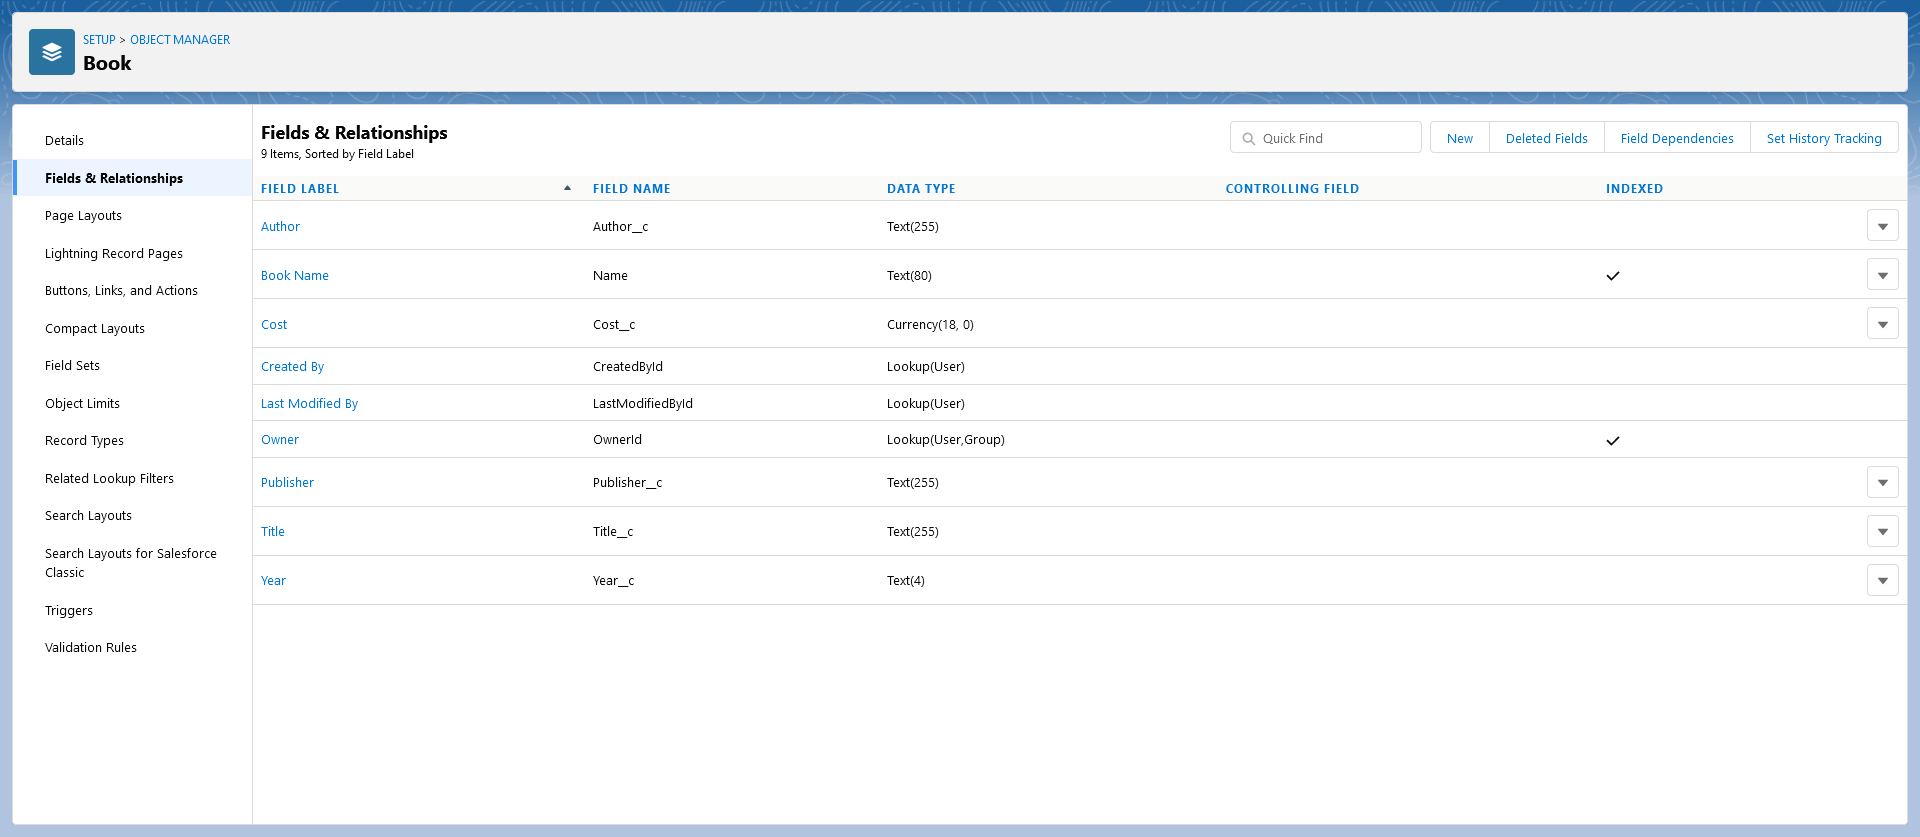 SETUP > OBJECT MANAGER
Book
Details
Fields & Relationships
Page Layouts
Lightning Record Pages
Buttons, Links, and Actions
Compact Layouts
Field Sets
Object Limits
Record Types
Related Lookup Filters
Search Layouts
Search Layouts for Salesforce
Classic
Triggers
Validation Rules
Fields & Relationships
9 Items, Sorted by Field Label
Quick Find
New
Deleted Fields
Field Dependencies
Set History Tracking
FIELD LABEL FIELD NAME DATA TYPE CONTROLLING FIELD INDEXED
Author Author__c Text(255)
Book Name Name Text(80)
Cost Cost__c Currency(18, 0)
Created By CreatedById Lookup(User)
Last Modified By LastModifiedById Lookup(User)
Owner OwnerId Lookup(User,Group)
Publisher Publisher__c Text(255)
Title Title__c Text(255)
Year Year__c Text(4)